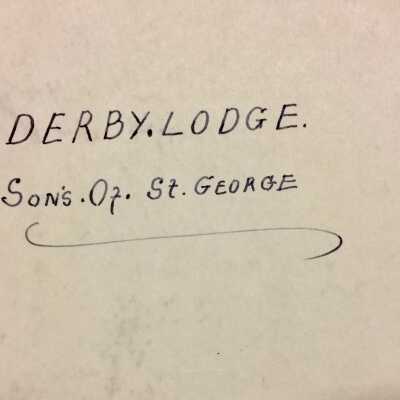 DERBY.LODGE.
SON'S.Of. St. GEORGE